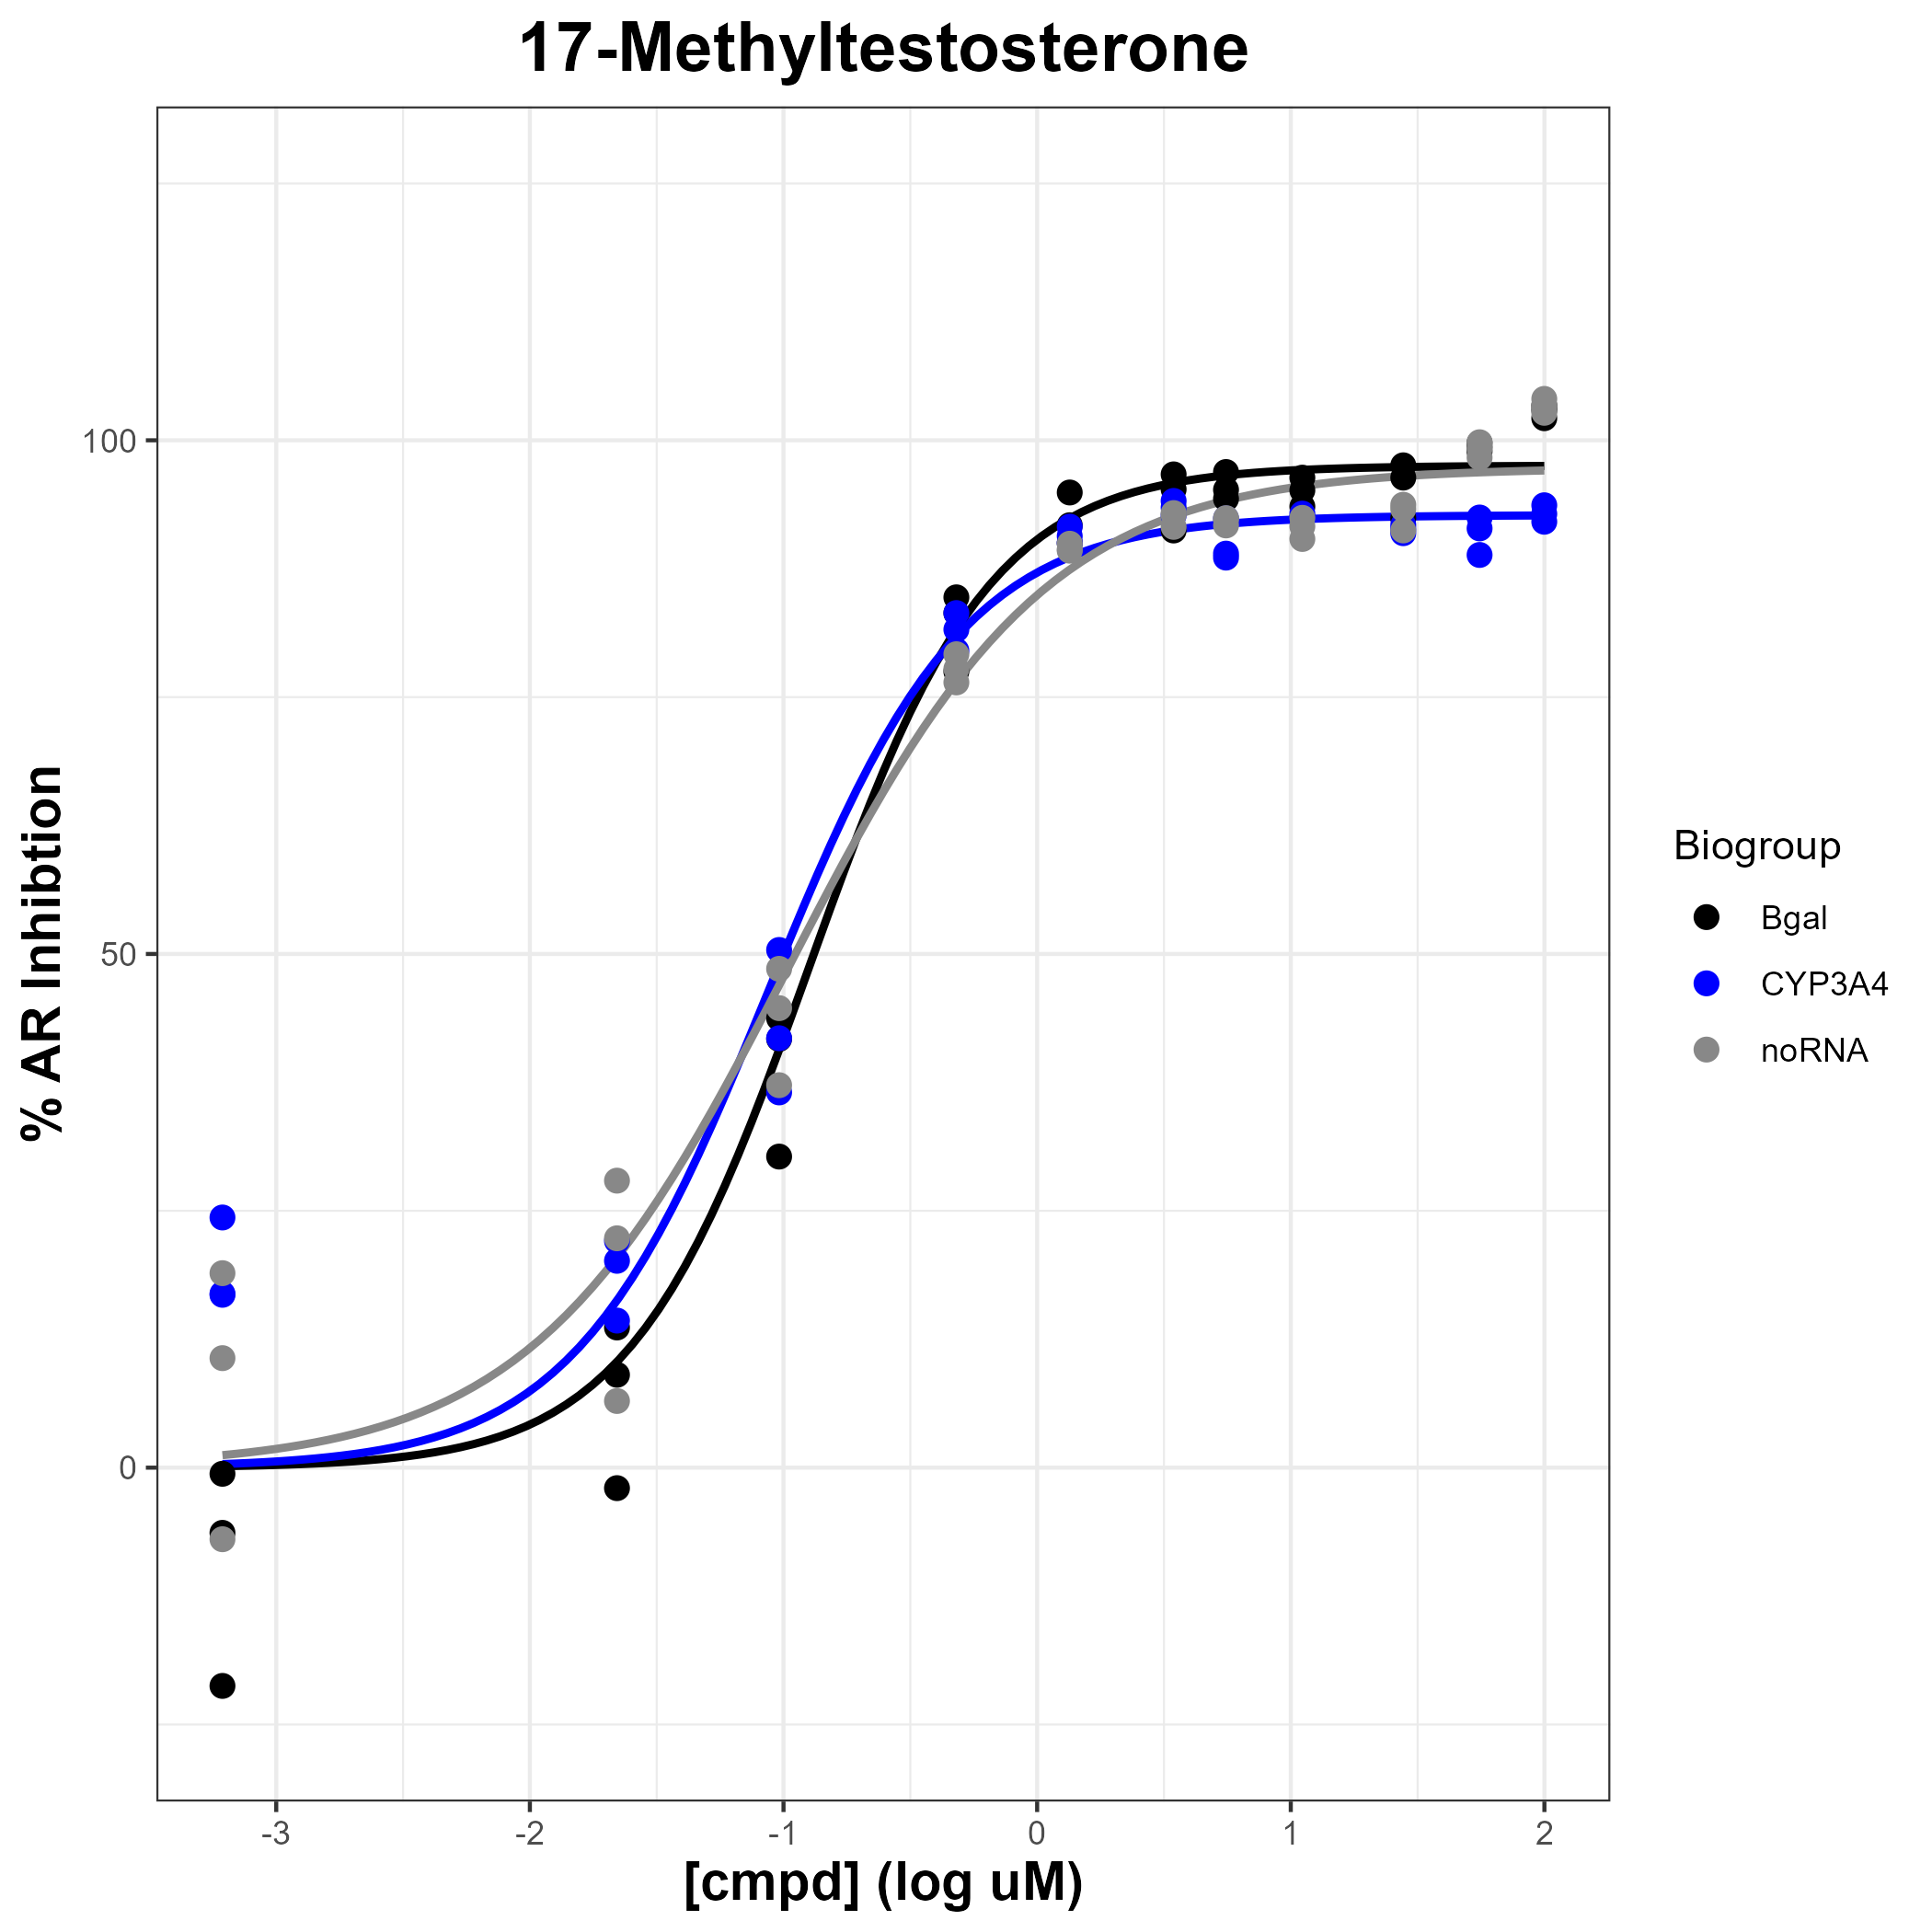 17-Methyltestosterone
% AR Inhibtion
100
50
0
-3
-2
-1
0
1
2
[cmpd] (log uM)
Biogroup
Bgal
CYP3A4
noRNA